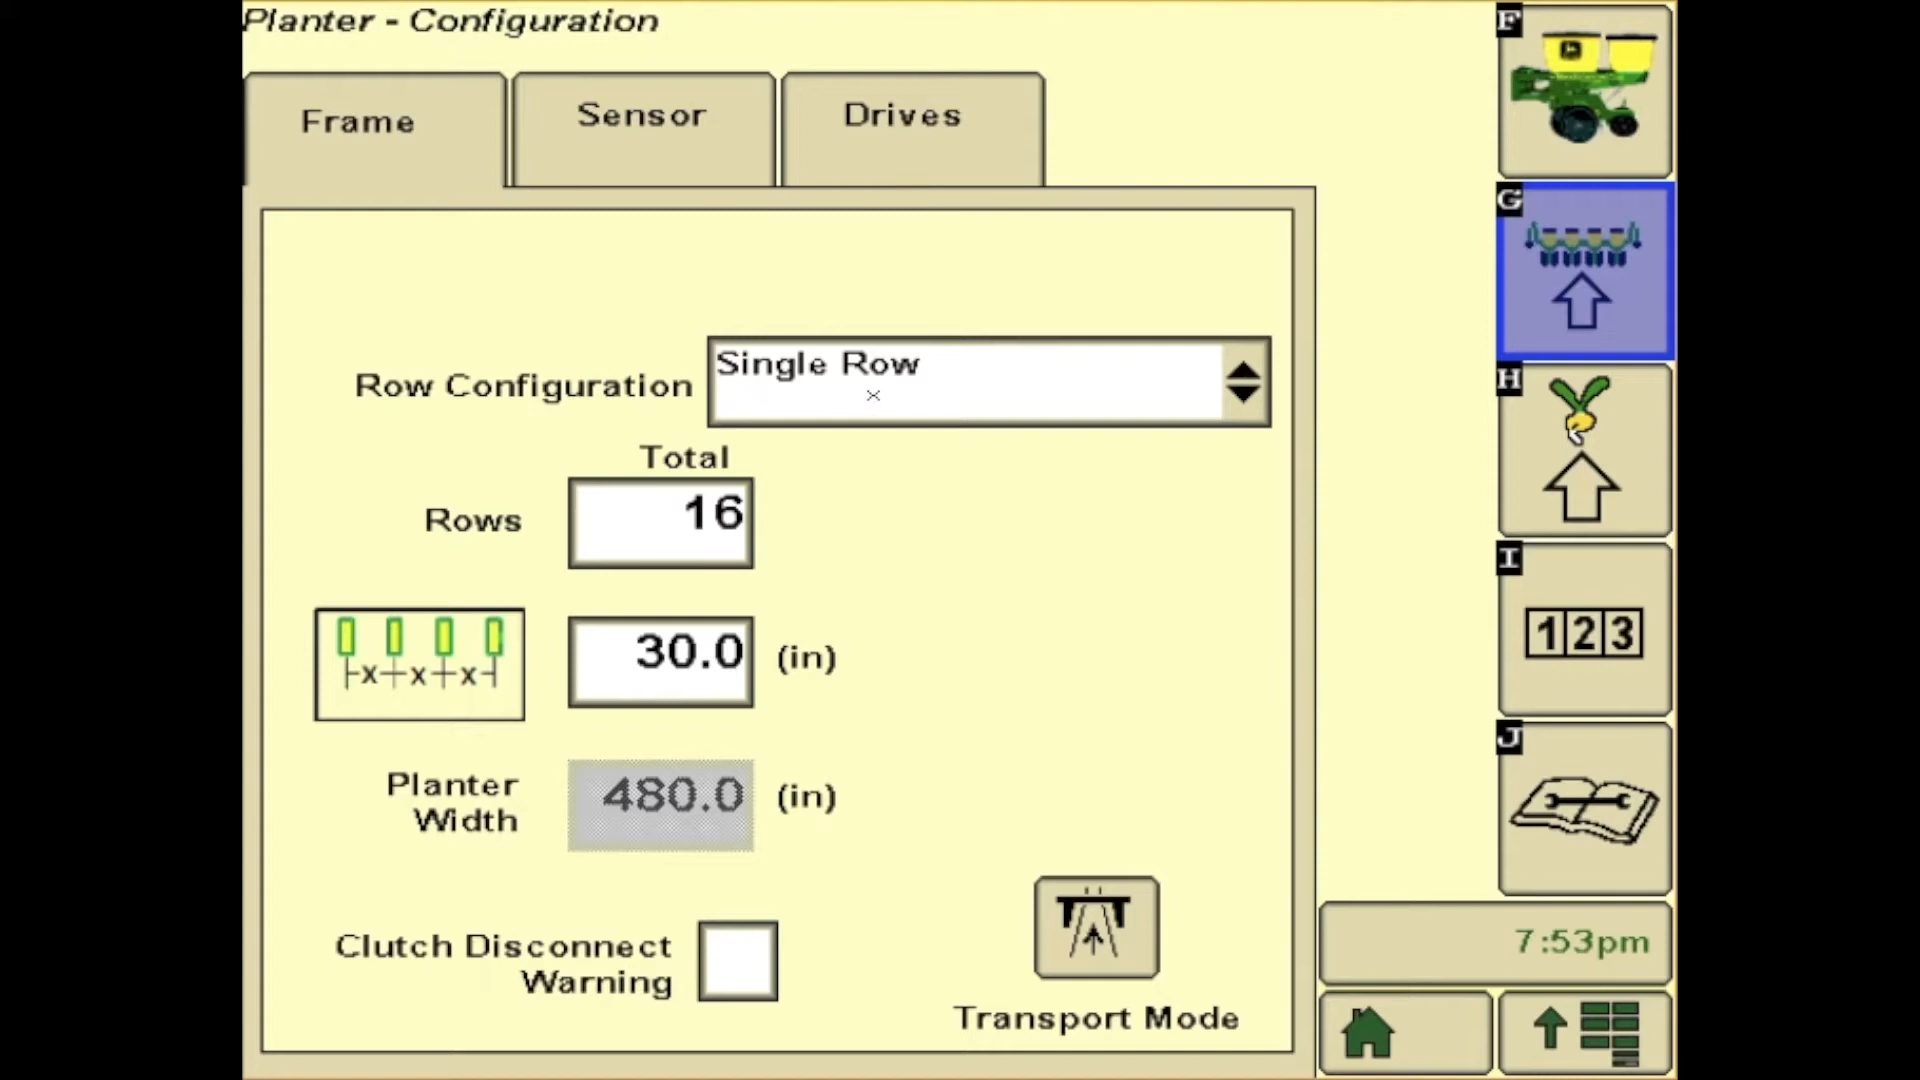 Planter - Configuration
Frame
Sensor
Drives
Row Configuration
Single Row
Total
Rows
16
x x x
30.0 (in)
Planter
Width
480.0 (in)
Clutch Disconnect
Warning
Transport Mode
F
G
H
I
123
J
7:53pm